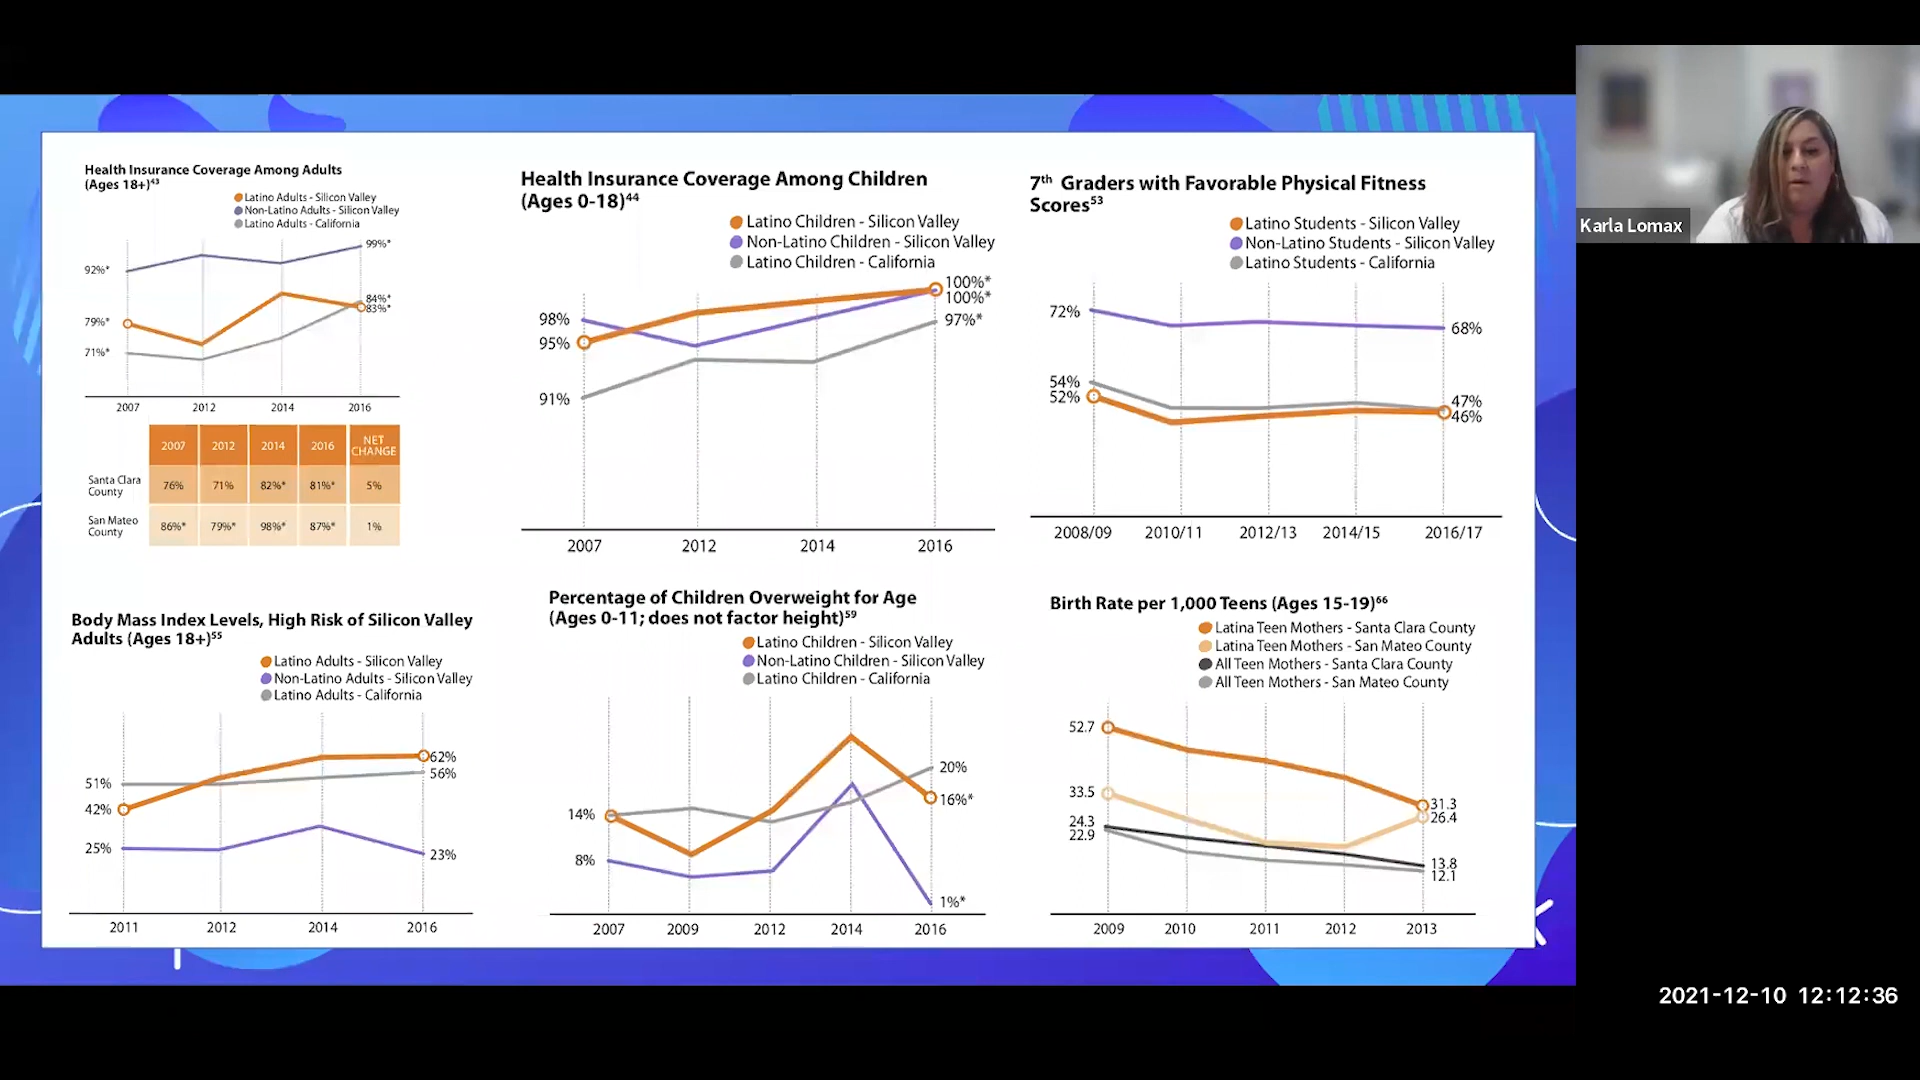 Health Insurance Coverage Among Adults
(Ages 18+)43
Latino Adults - Silicon Valley
Non-Latino Adults - Silicon Valley
Latino Adults - California
99%*
92%*
84%*
83%*
79%*
71%*
2007 2012 2014 2016
2007 2012 2014 2016 NET CHANGE
Santa Clara County 76% 71% 82%* 81%* 5%
San Mateo County 86%* 79%* 98%* 87%* 1%
Health Insurance Coverage Among Children
(Ages 0-18)44
Latino Children - Silicon Valley
Non-Latino Children - Silicon Valley
Latino Children - California
100%*
100%*
98%
97%*
95%
91%
2007 2012 2014 2016
7th Graders with Favorable Physical Fitness
Scores53
Latino Students - Silicon Valley
Non-Latino Students - Silicon Valley
Latino Students - California
72%
68%
54%
52%
47%
46%
2008/09 2010/11 2012/13 2014/15 2016/17
Body Mass Index Levels, High Risk of Silicon Valley
Adults (Ages 18+)55
Latino Adults - Silicon Valley
Non-Latino Adults - Silicon Valley
Latino Adults - California
62%
56%
51%
42%
25%
23%
2011 2012 2014 2016
Percentage of Children Overweight for Age
(Ages 0-11; does not factor height)59
Latino Children - Silicon Valley
Non-Latino Children - Silicon Valley
Latino Children - California
20%
16%*
14%
8%
1%*
2007 2009 2012 2014 2016
Birth Rate per 1,000 Teens (Ages 15-19)66
Latina Teen Mothers - Santa Clara County
Latina Teen Mothers - San Mateo County
All Teen Mothers - Santa Clara County
All Teen Mothers - San Mateo County
52.7
33.5
31.3
26.4
24.3
22.9
13.8
12.1
2009 2010 2011 2012 2013
Karla Lomax
2021-12-10 12:12:36